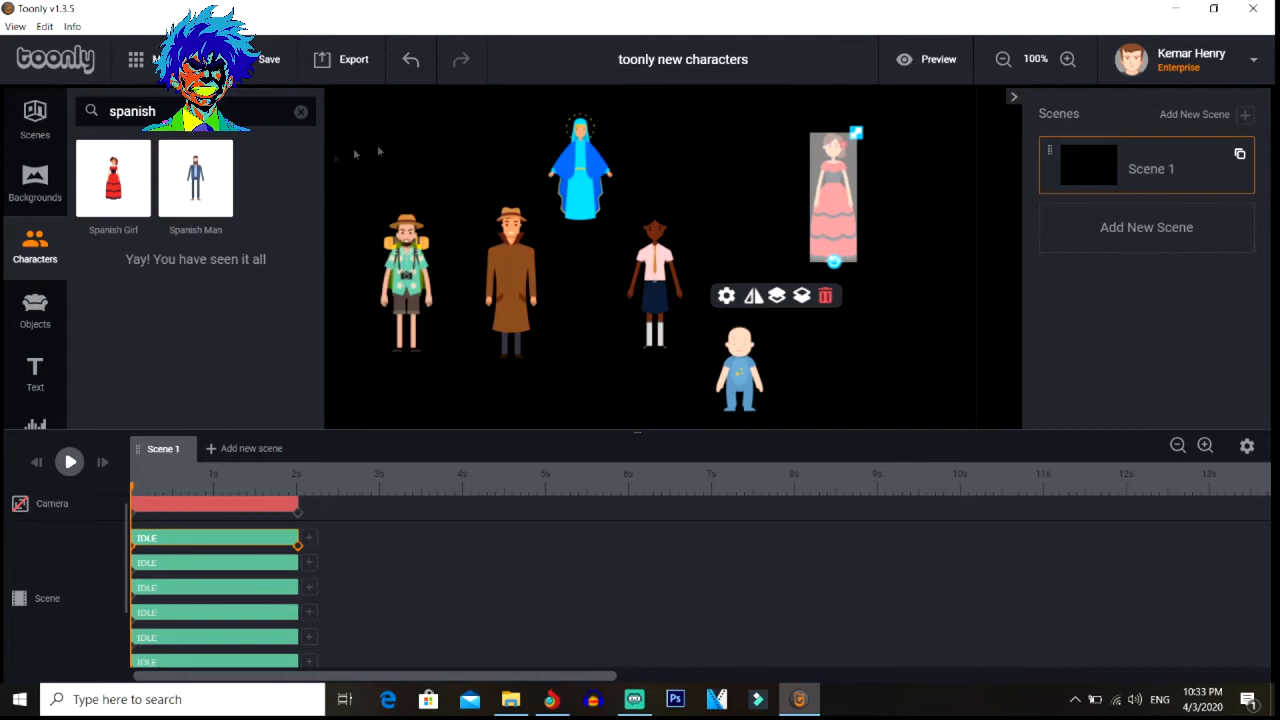 Toonly v1.3.5
View Edit Info
toonly
Save
Export
toonly new characters
Preview
100%
Kemar Henry
Enterprise
Scenes
Backgrounds
Characters
Objects
Text
spanish
Spanish Girl
Spanish Man
Yay! You have seen it all
Scenes
Add New Scene
Scene 1
Add New Scene
Scene 1
Add new scene
1s 2s 3s 4s 5s 6s 7s 8s 9s 10s 11s 12s 13s
Camera
IDLE
IDLE
IDLE
Scene
IDLE
IDLE
IDLE
Type here to search
Ps
ENG
10:33 PM
4/3/2020
1